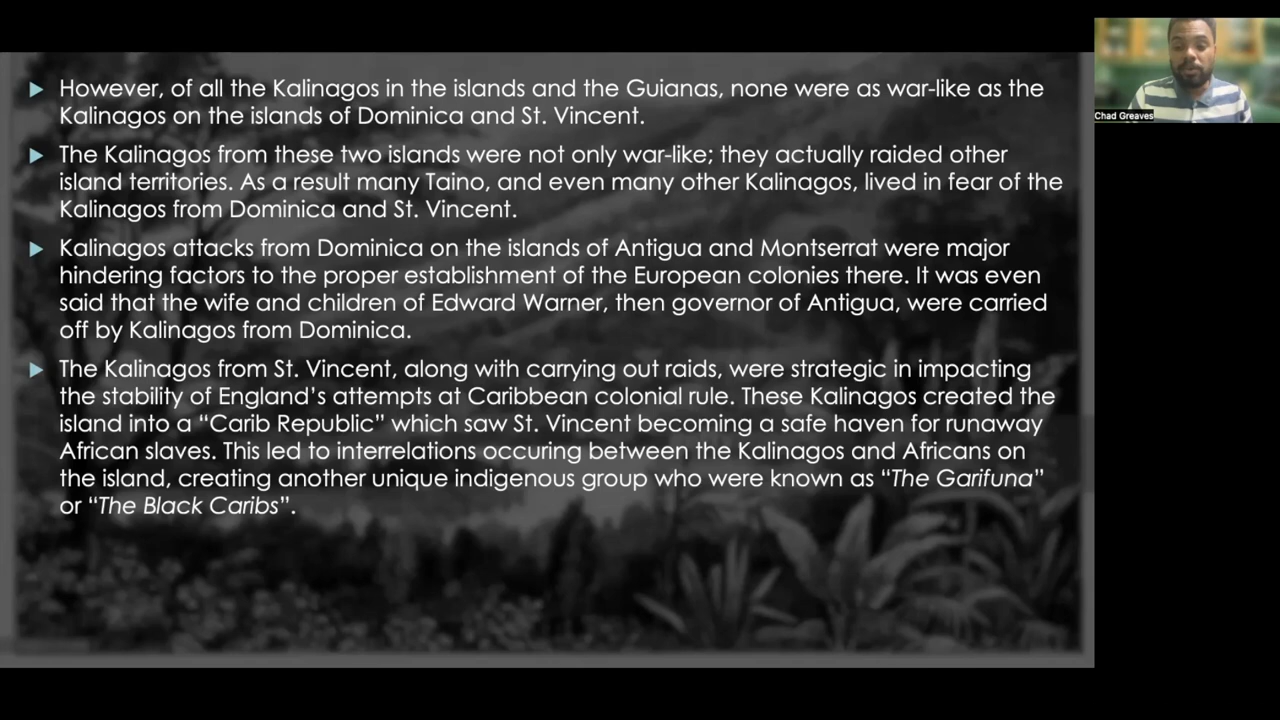 However, of all the Kalinagos in the islands and the Guianas, none were as war-like as the
Kalinagos on the islands of Dominica and St. Vincent.
The Kalinagos from these two islands were not only war-like; they actually raided other
island territories. As a result many Taino, and even many other Kalinagos, lived in fear of the
Kalinagos from Dominica and St. Vincent.
Kalinagos attacks from Dominica on the islands of Antigua and Montserrat were major
hindering factors to the proper establishment of the European colonies there. It was even
said that the wife and children of Edward Warner, then governor of Antigua, were carried
off by Kalinagos from Dominica.
The Kalinagos from St. Vincent, along with carrying out raids, were strategic in impacting
the stability of England’s attempts at Caribbean colonial rule. These Kalinagos created the
island into a “Carib Republic” which saw St. Vincent becoming a safe haven for runaway
African slaves. This led to interrelations occuring between the Kalinagos and Africans on
the island, creating another unique indigenous group who were known as “The Garifuna”
or “The Black Caribs”.
Chad Greaves